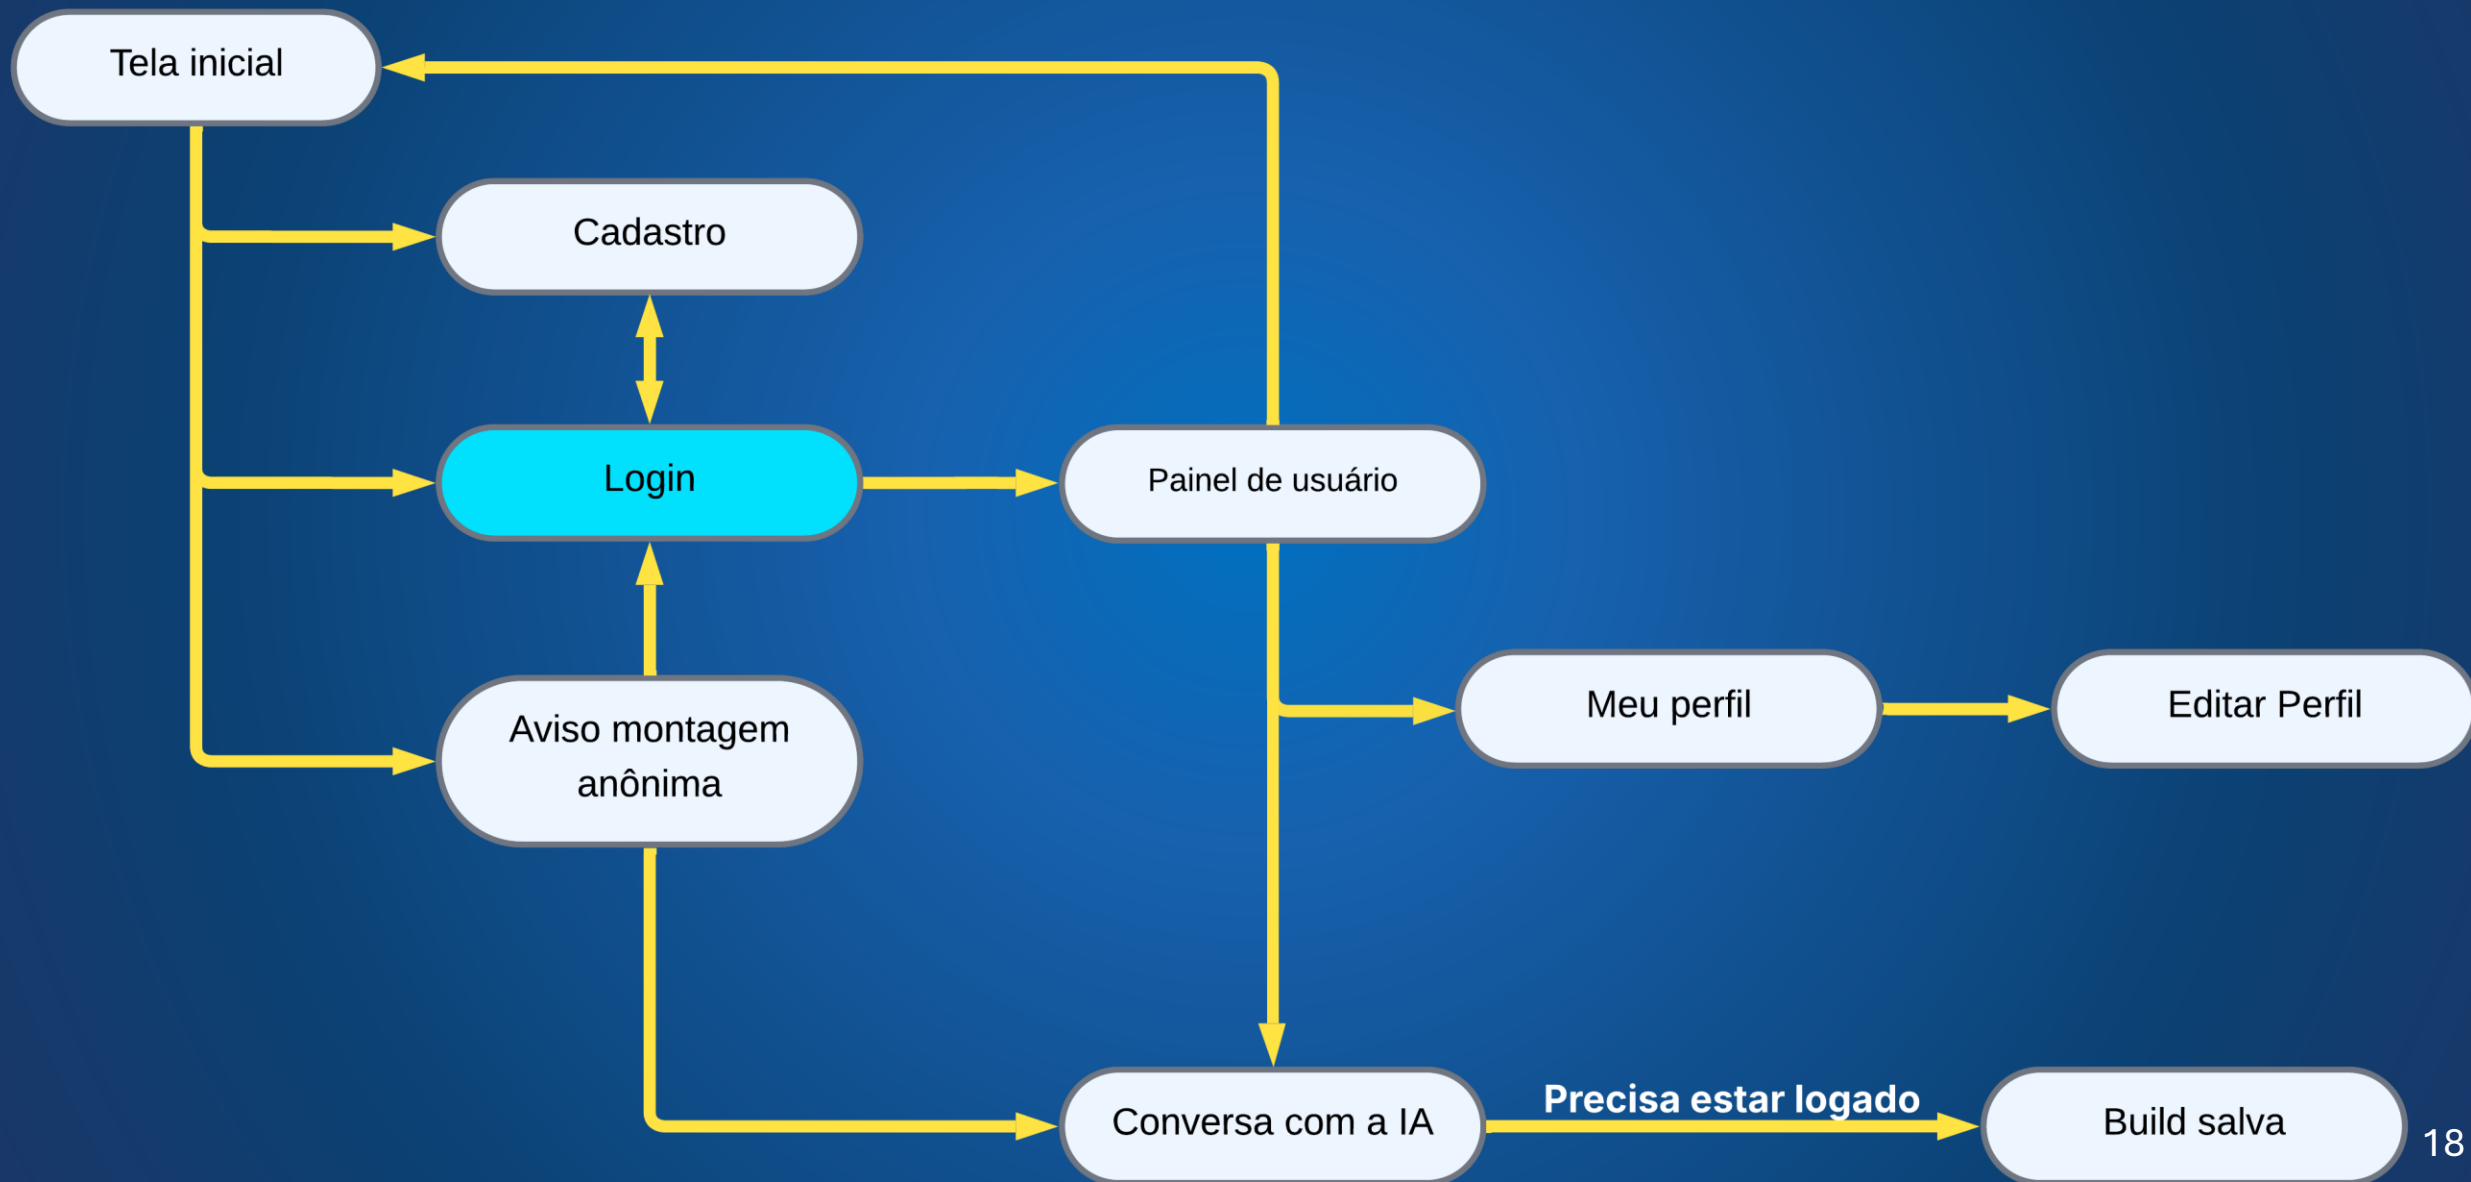 Tela inicial
Cadastro
Login
Painel de usuário
Aviso montagem
anônima
Meu perfil
Editar Perfil
Conversa com a IA
Precisa estar logado
Build salva
18